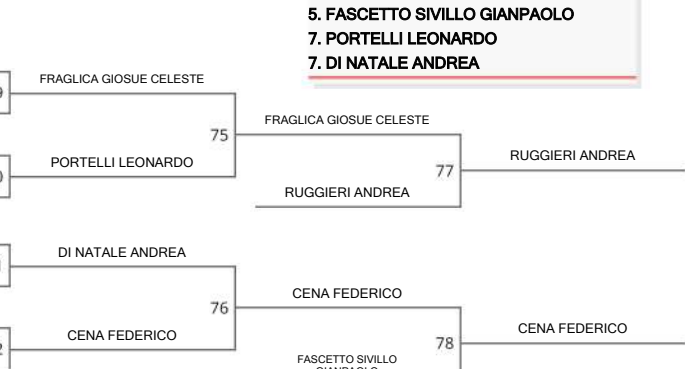 5. FASCETTO SIVILLO GIANPAOLO
7. PORTELLI LEONARDO
7. DI NATALE ANDREA
FRAGLICA GIOSUE CELESTE
FRAGLICA GIOSUE CELESTE
75
PORTELLI LEONARDO
RUGGIERI ANDREA
77
RUGGIERI ANDREA
DI NATALE ANDREA
CENA FEDERICO
76
CENA FEDERICO
CENA FEDERICO
78
FASCETTO SIVILLO
GIANPAOLO